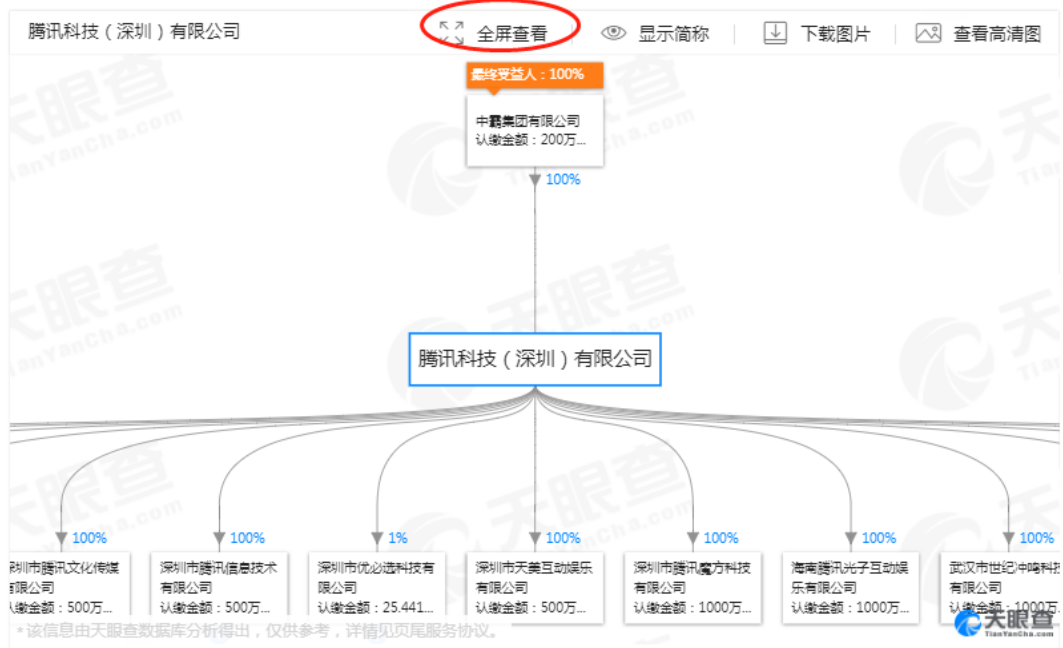 腾讯科技（深圳）有限公司
全屏查看
显示简称
下载图片
查看高清图
最终受益人：100%
中霸集团有限公司
认缴金额：200万...
100%
腾讯科技（深圳）有限公司
100%
100%
1%
100%
100%
100%
100%
深圳市腾讯文化传媒
有限公司
认缴金额：500万...
深圳市腾讯信息技术
有限公司
认缴金额：500万...
深圳市优必选科技有
限公司
认缴金额：25.441...
深圳市天美互动娱乐
有限公司
认缴金额：500万...
深圳市腾讯魔方科技
有限公司
认缴金额：1000万...
海南腾讯光子互动娱
乐有限公司
认缴金额：1000万...
武汉市世纪冲鸣科技
有限公司
认缴金额：1000万...
*该信息由天眼查数据库分析得出，仅供参考，详情见页尾服务协议。
天眼查
TianYanCha.com